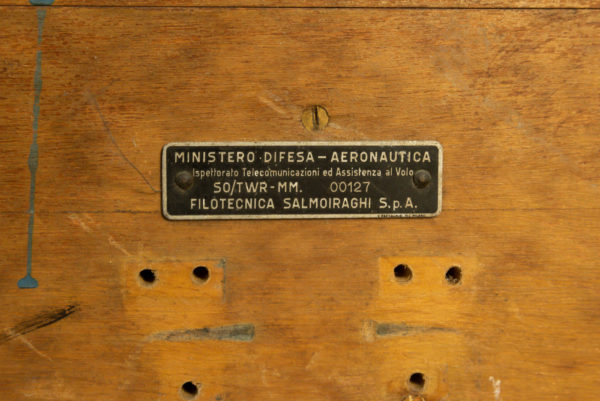 MINISTERO·DIFESA-AERONAUTICA
Ispettorato Telecomunicazioni ed Assistenza al Volo
SO/TWR-MM. 00127
FILOTECNICA SALMOIRAGHI S.p.A.